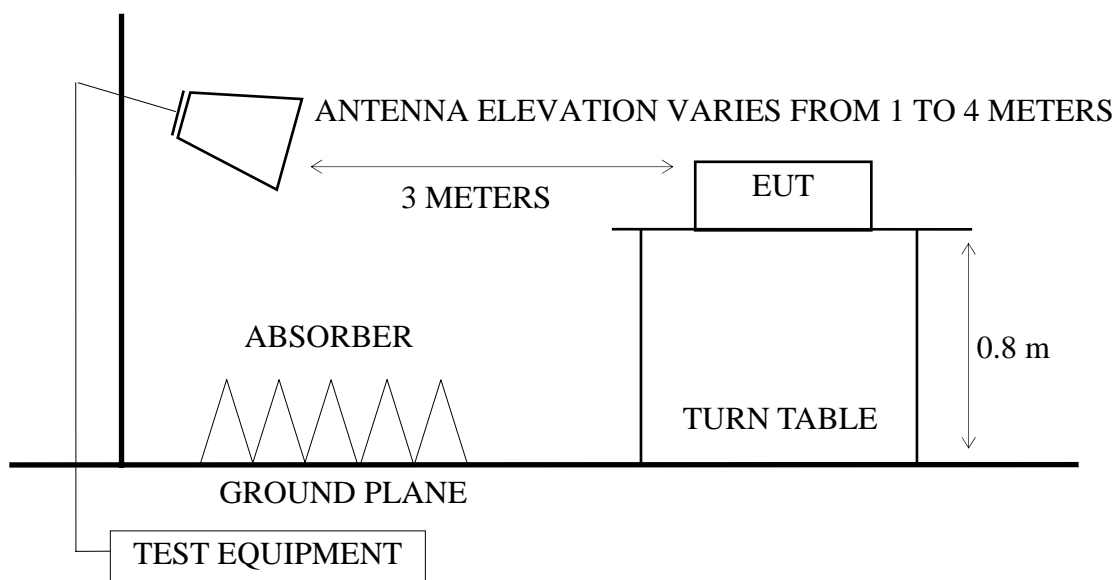 ANTENNA ELEVATION VARIES FROM 1 TO 4 METERS
3 METERS
EUT
ABSORBER
0.8 m
TURN TABLE
GROUND PLANE
TEST EQUIPMENT